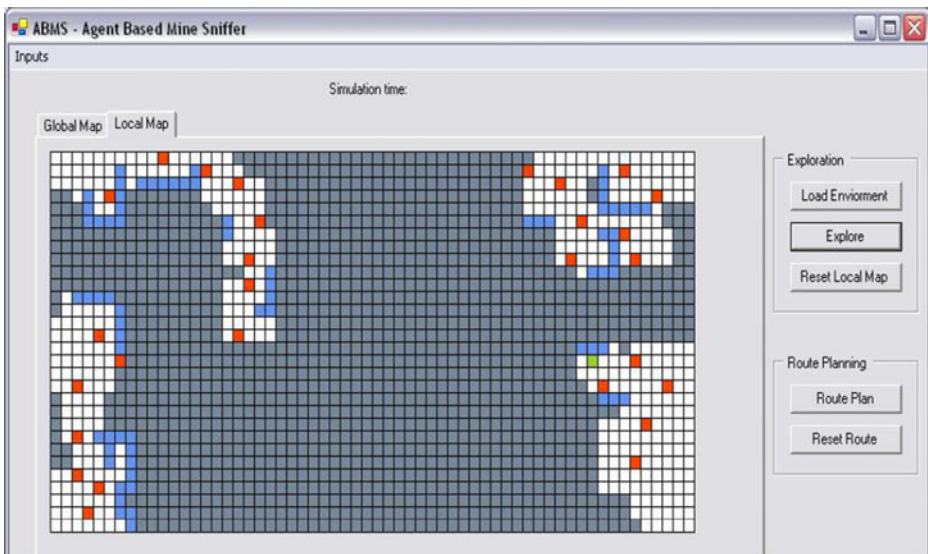 ABMS - Agent Based Mine Sniffer
Inputs
Simulation time:
Global Map
Local Map
Exploration
Load Enviorment
Explore
Reset Local Map
Route Planning
Route Plan
Reset Route